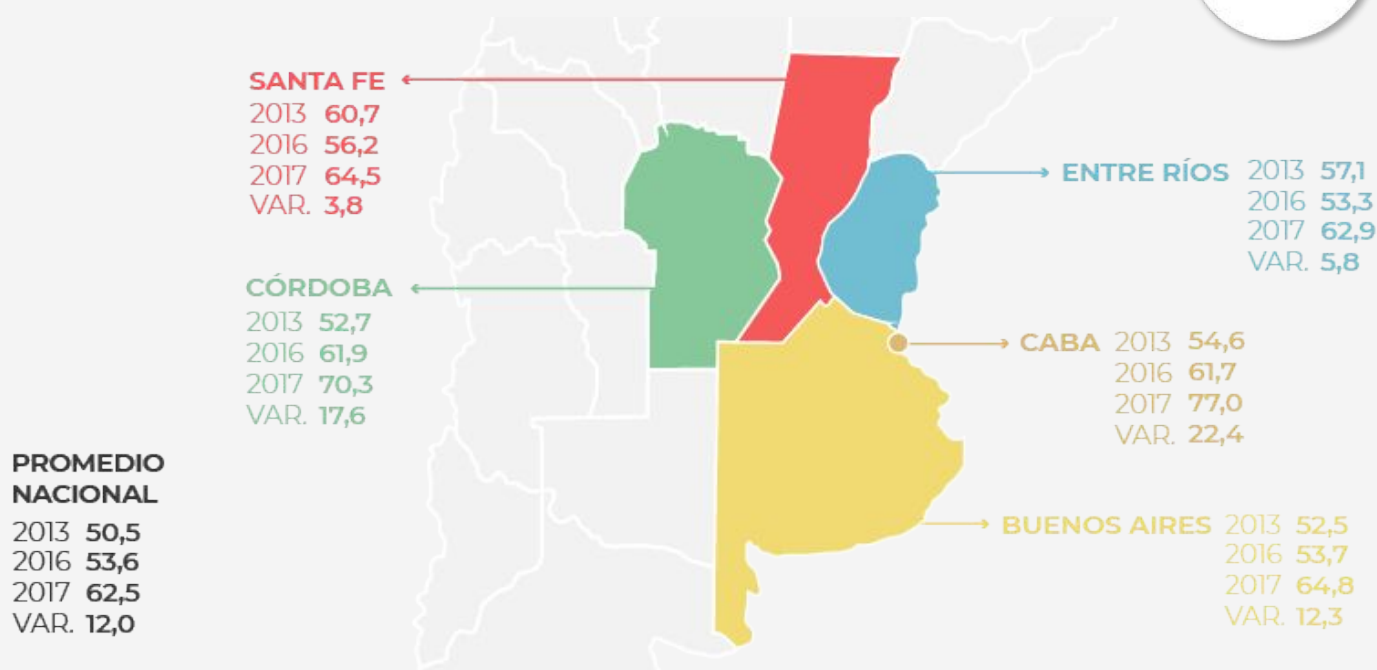 SANTA FE
2013 60,7
2016 56,2
2017 64,5
VAR. 3,8
ENTRE RÍOS 2013 57,1
2016 53,3
2017 62,9
VAR. 5,8
CÓRDOBA
2013 52,7
2016 61,9
2017 70,3
VAR. 17,6
CABA 2013 54,6
2016 61,7
2017 77,0
VAR. 22,4
PROMEDIO
NACIONAL
2013 50,5
2016 53,6
2017 62,5
VAR. 12,0
BUENOS AIRES 2013 52,5
2016 53,7
2017 64,8
VAR. 12,3